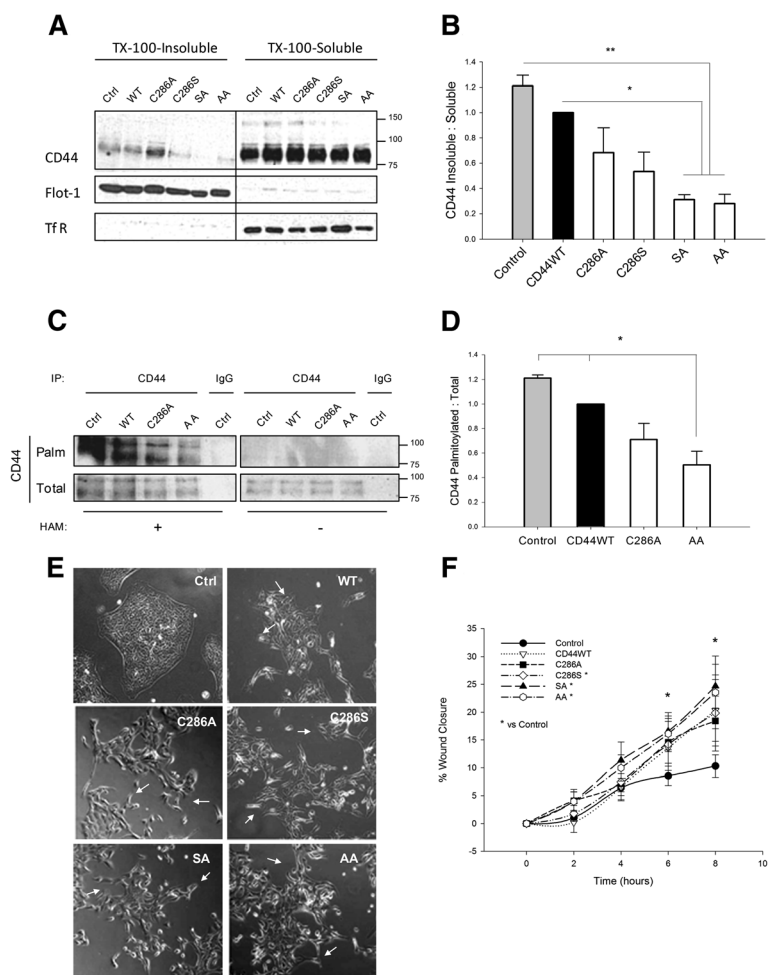 A
TX-100-Insoluble
TX-100-Soluble
Ctrl WT C286A C286S SA AA
Ctrl WT C286A C286S SA AA
CD44
Flot-1
Tf R
150
100
75
B
CD44 Insoluble : Soluble
1.4
1.2
1.0
0.8
0.6
0.4
0.2
0.0
**
*
Control CD44WT C286A C286S SA AA
C
IP: CD44 IgG CD44 IgG
Ctrl WT C286A A A Ctrl Ctrl WT C286A A A Ctrl
CD44
Palm
Total
100
75
100
75
HAM: + -
D
CD44 Palmitoylated : Total
1.4
1.2
1.0
0.8
0.6
0.4
0.2
0.0
*
Control CD44WT C286A AA
E
Ctrl
WT
C286A
C286S
SA
AA
F
% Wound Closure
35
30
25
20
15
10
5
0
-5
Control
CD44WT
C286A
C286S *
SA *
AA *
* vs Control
*
*
0 2 4 6 8 10
Time (hours)